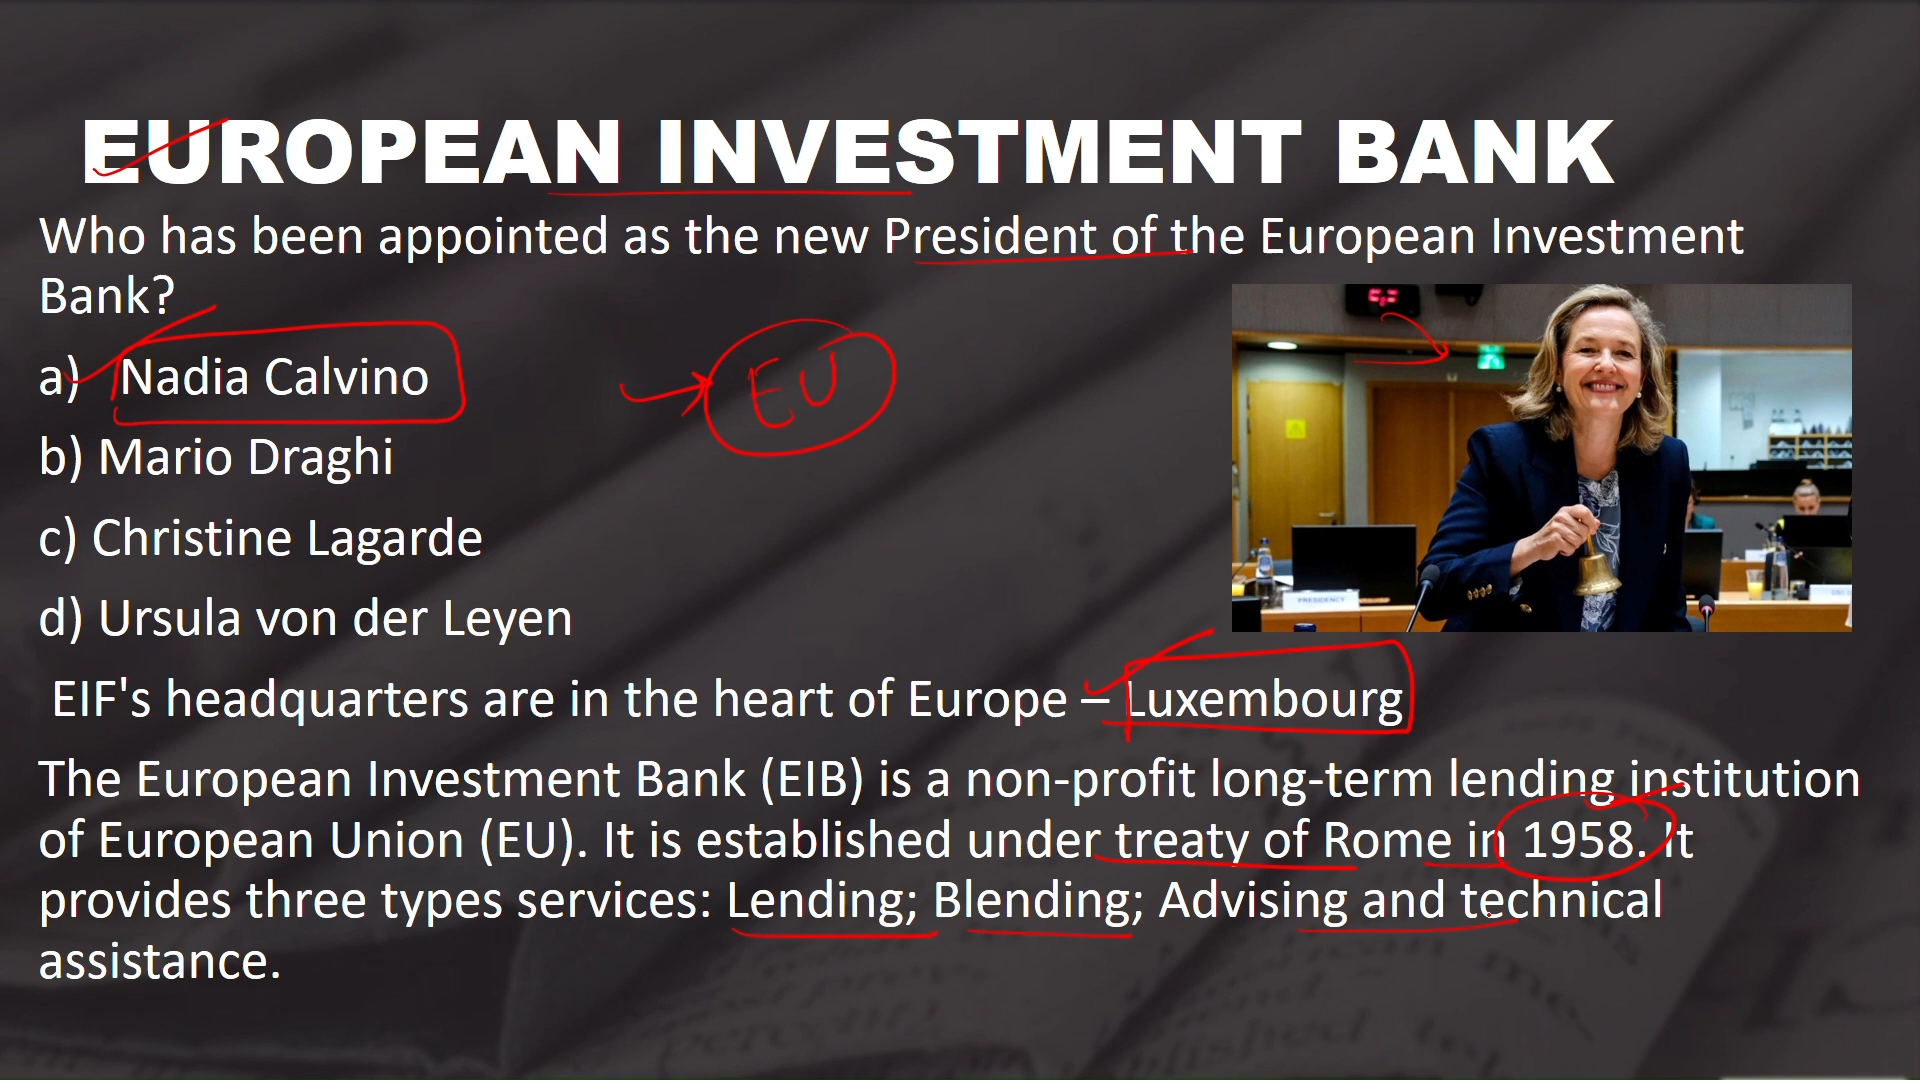 EUROPEAN INVESTMENT BANK
Who has been appointed as the new President of the European Investment
Bank?
a) Nadia Calvino
EU
b) Mario Draghi
c) Christine Lagarde
d) Ursula von der Leyen
PRESIDENCY
EIF's headquarters are in the heart of Europe – Luxembourg
The European Investment Bank (EIB) is a non-profit long-term lending institution
of European Union (EU). It is established under treaty of Rome in 1958. It
provides three types services: Lending; Blending; Advising and technical
assistance.